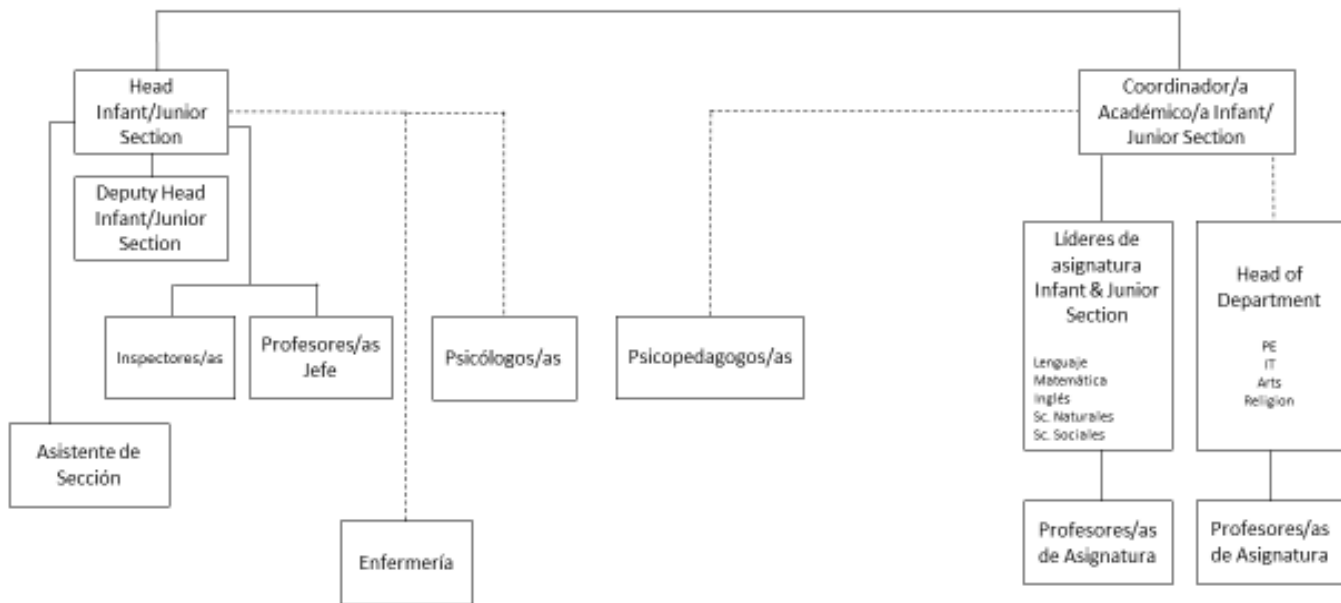 Head
Infant/Junior
Section
Coordinador/a
Académico/a Infant/
Junior Section
Deputy Head
Infant/Junior
Section
Líderes de
asignatura
Infant & Junior
Section
Lenguaje
Matemática
Inglés
Sc. Naturales
Sc. Sociales
Head of
Department
PE
IT
Arts
Religion
Inspectores/as
Profesores/as
Jefe
Psicólogos/as
Psicopedagogos/as
Asistente de
Sección
Enfermería
Profesores/as
de Asignatura
Profesores/as
de Asignatura